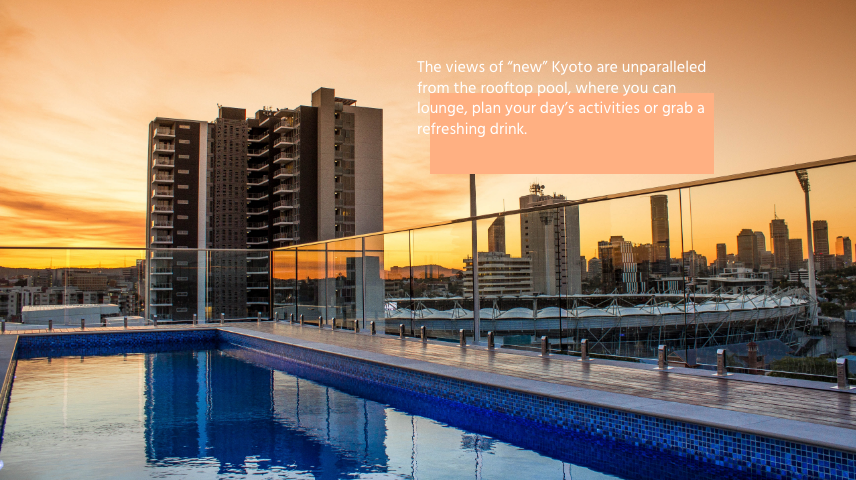 The views of “new” Kyoto are unparalleled
from the rooftop pool, where you can
lounge, plan your day’s activities or grab a
refreshing drink.